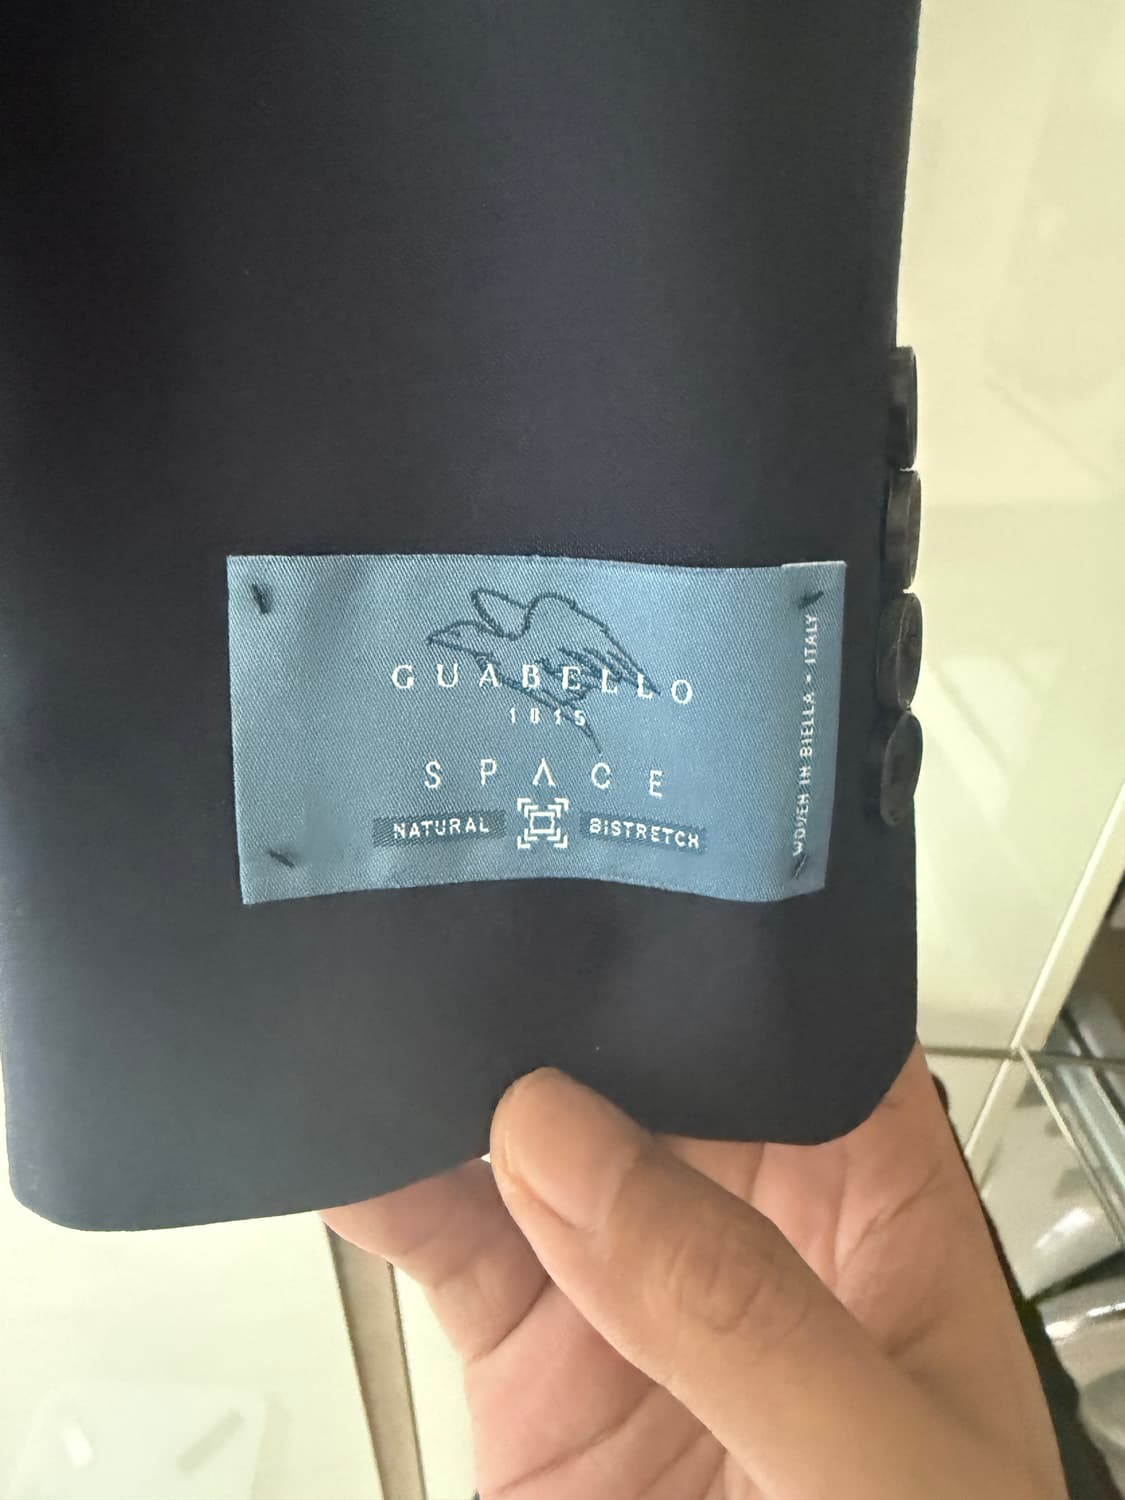 GUABELLO
1815
SPACE
NATURAL BISTRETCH
WOVEN IN BIELLA - ITALY